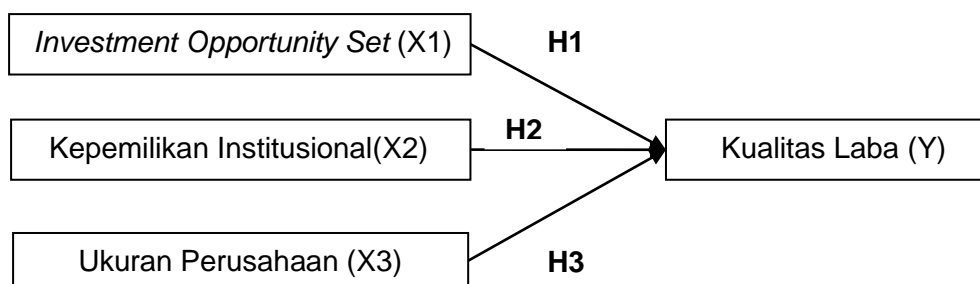 Investment Opportunity Set (X1)
H1
H2
Kepemilikan Institusional(X2)
Kualitas Laba (Y)
Ukuran Perusahaan (X3)
H3